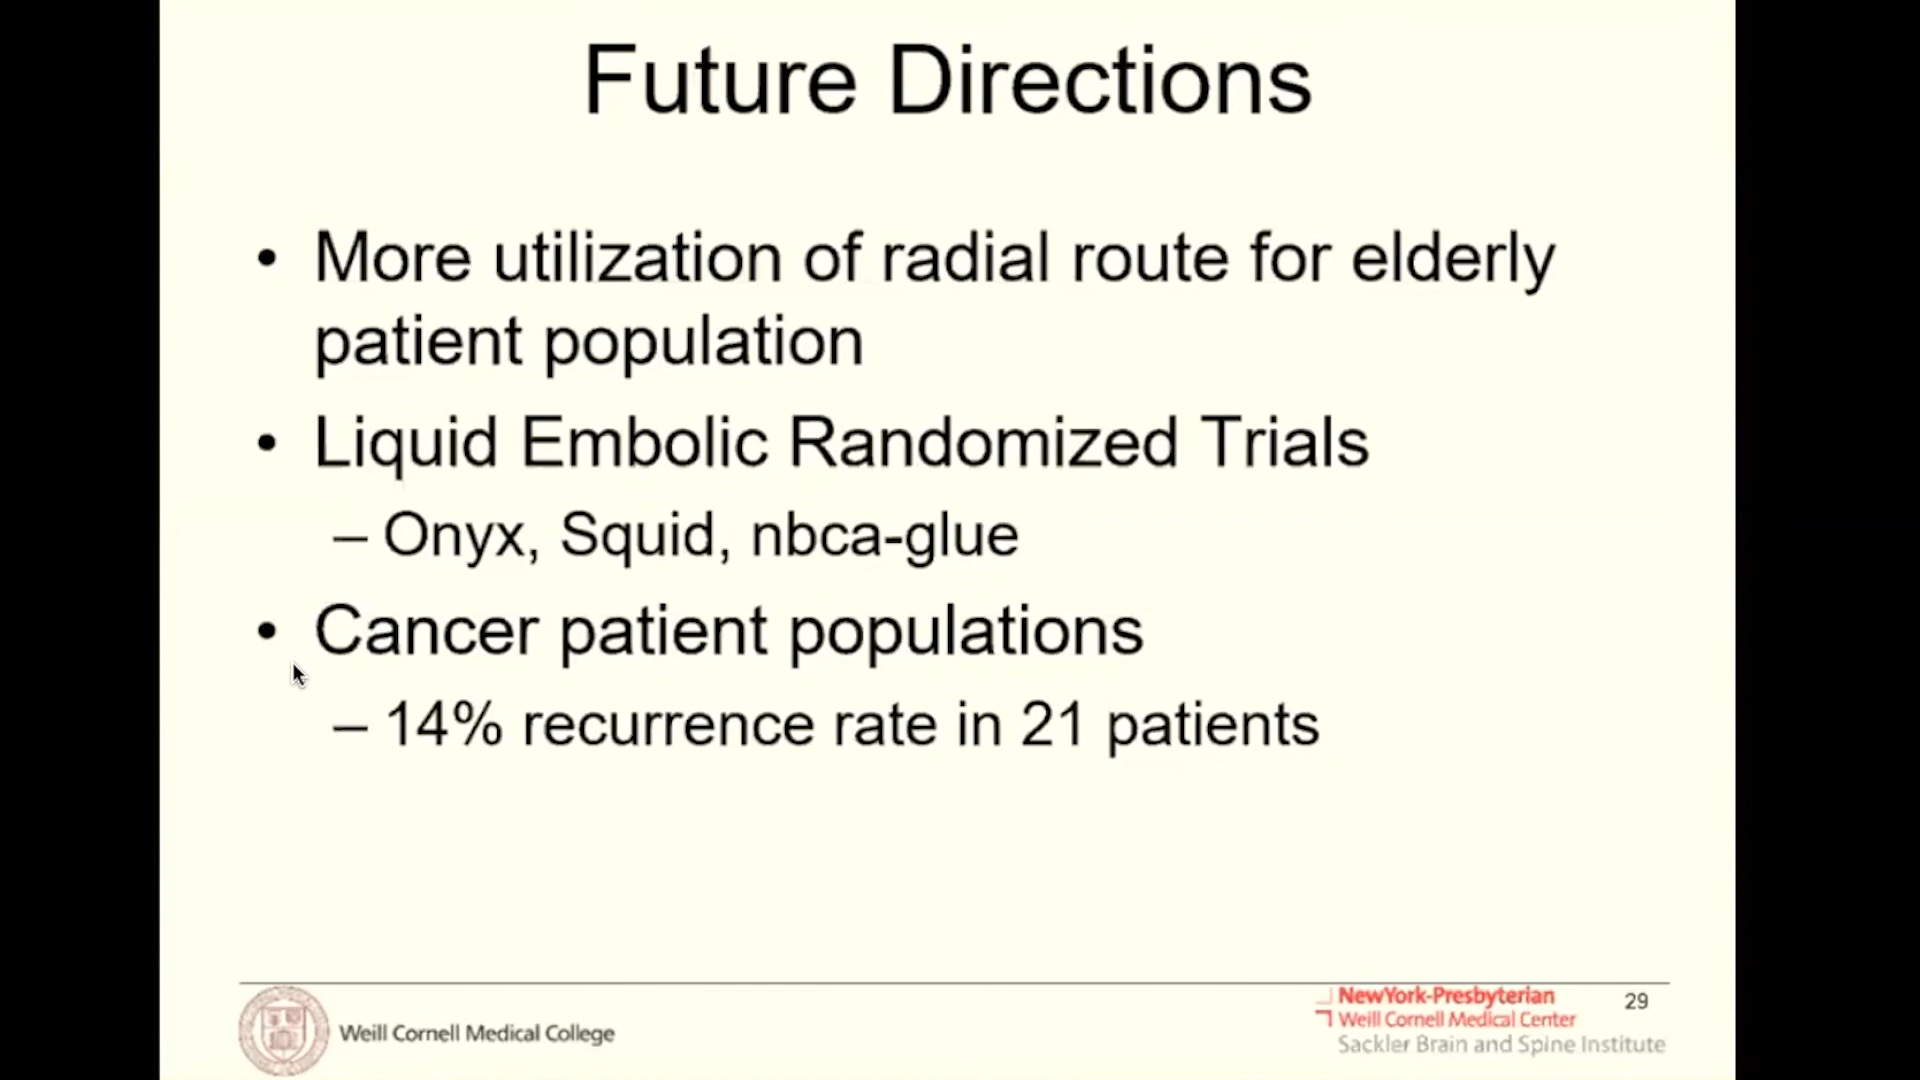 Future Directions
• More utilization of radial route for elderly
patient population
• Liquid Embolic Randomized Trials
– Onyx, Squid, nbca-glue
• Cancer patient populations
– 14% recurrence rate in 21 patients
Weill Cornell Medical College
NewYork-Presbyterian
Weill Cornell Medical Center
Sackler Brain and Spine Institute
29